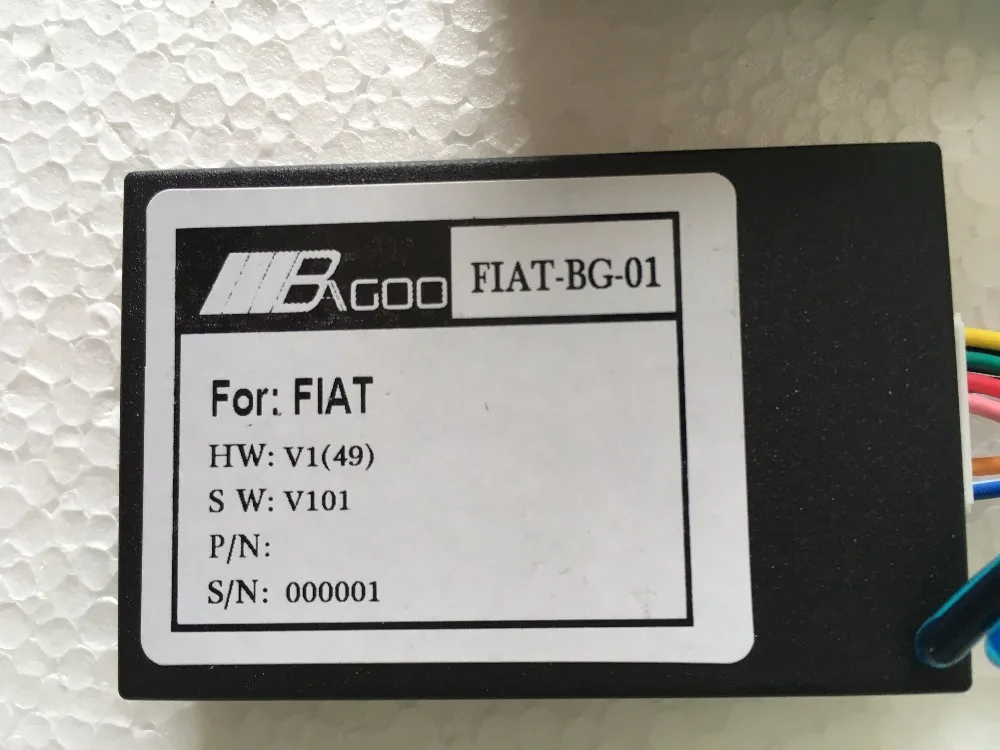 BAGOO
FIAT-BG-01
For: FIAT
HW: V1(49)
S W: V101
P/N:
S/N: 000001